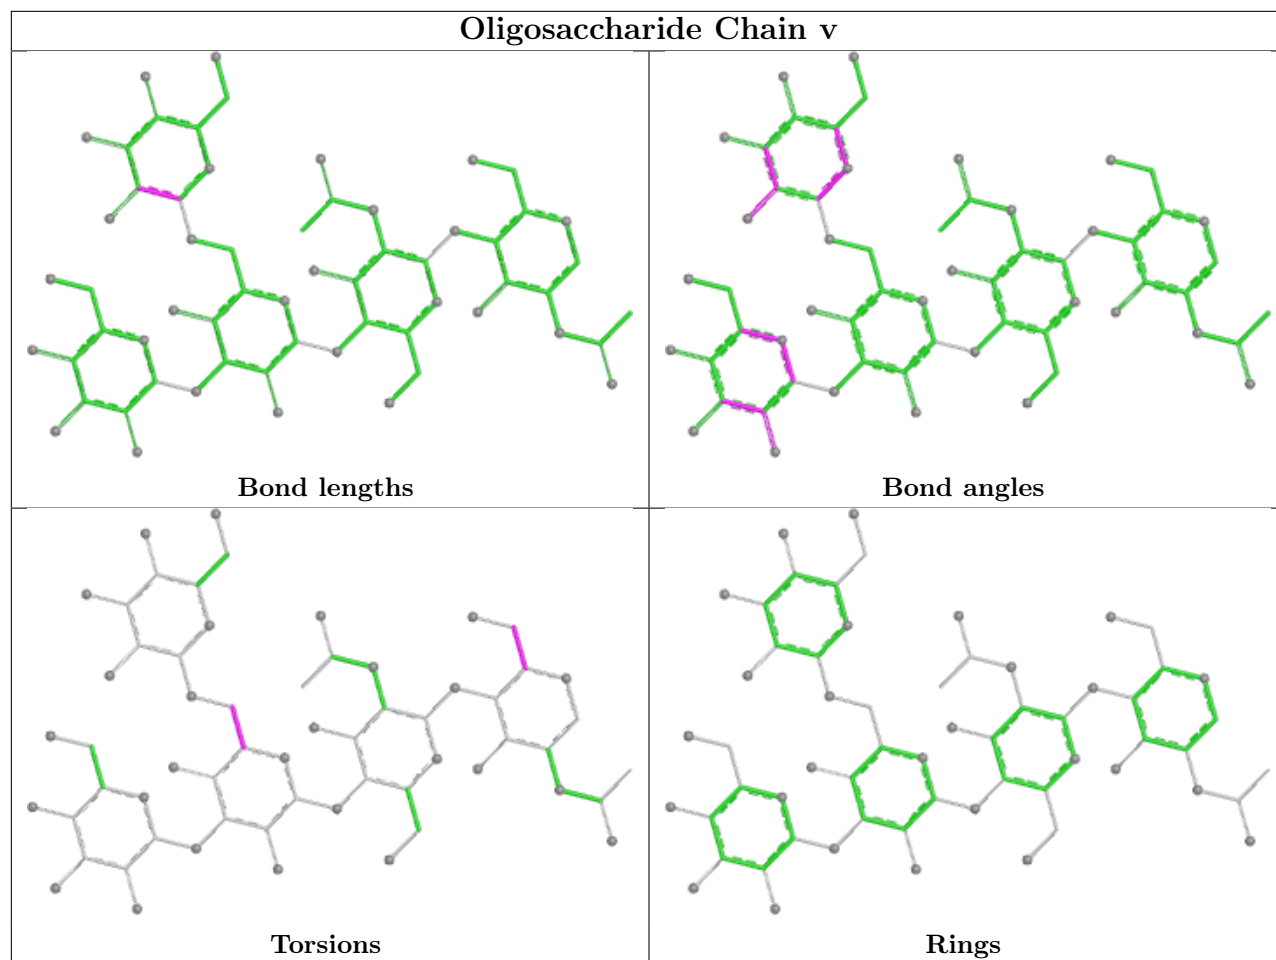 Oligosaccharide Chain v
Bond lengths
Bond angles
Torsions
Rings